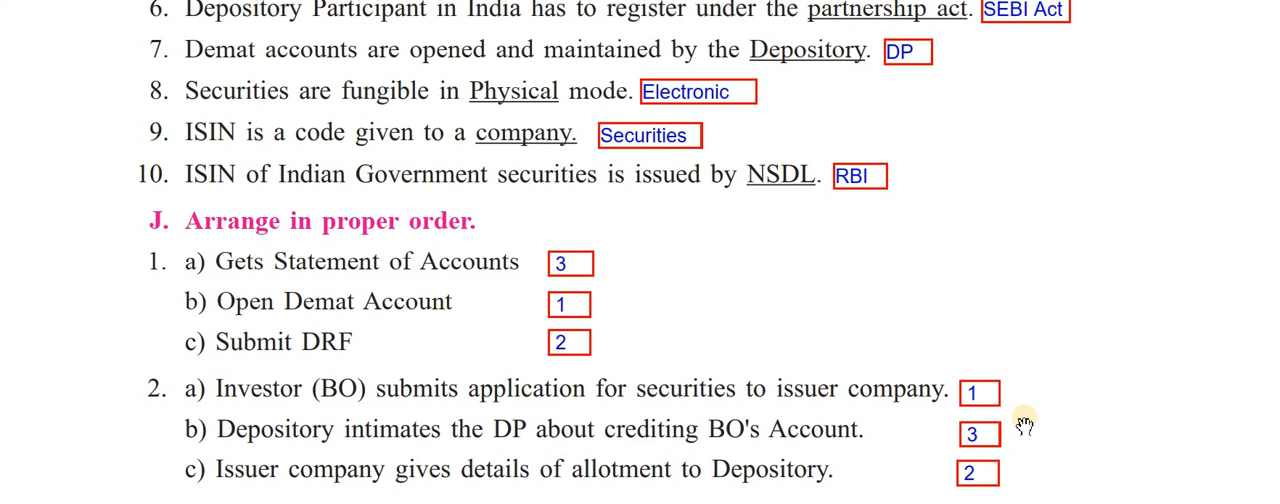 6. Depository Participant in India has to register under the partnership act. SEBI Act
7. Demat accounts are opened and maintained by the Depository. DP
8. Securities are fungible in Physical mode. Electronic
9. ISIN is a code given to a company. Securities
10. ISIN of Indian Government securities is issued by NSDL. RBI
J. Arrange in proper order.
1. a) Gets Statement of Accounts 3
b) Open Demat Account 1
c) Submit DRF 2
2. a) Investor (BO) submits application for securities to issuer company. 1
b) Depository intimates the DP about crediting BO's Account. 3
c) Issuer company gives details of allotment to Depository. 2